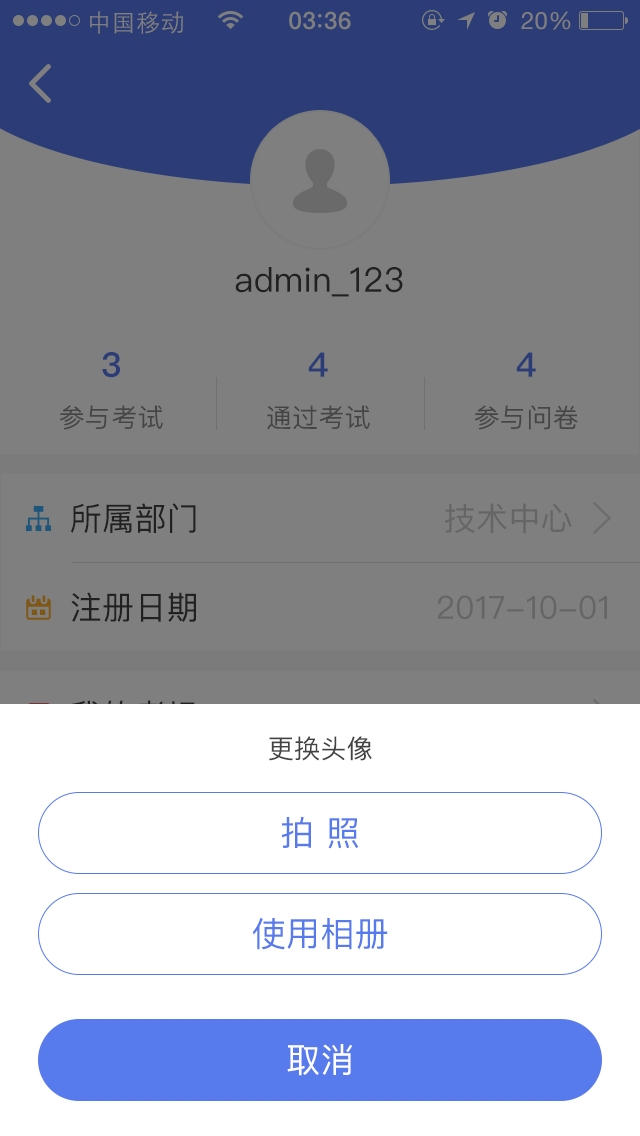 中国移动 03:36 20%
admin_123
3 4 4
参与考试 通过考试 参与问卷
所属部门 技术中心
注册日期 2017-10-01
更换头像
拍 照
使用相册
取消